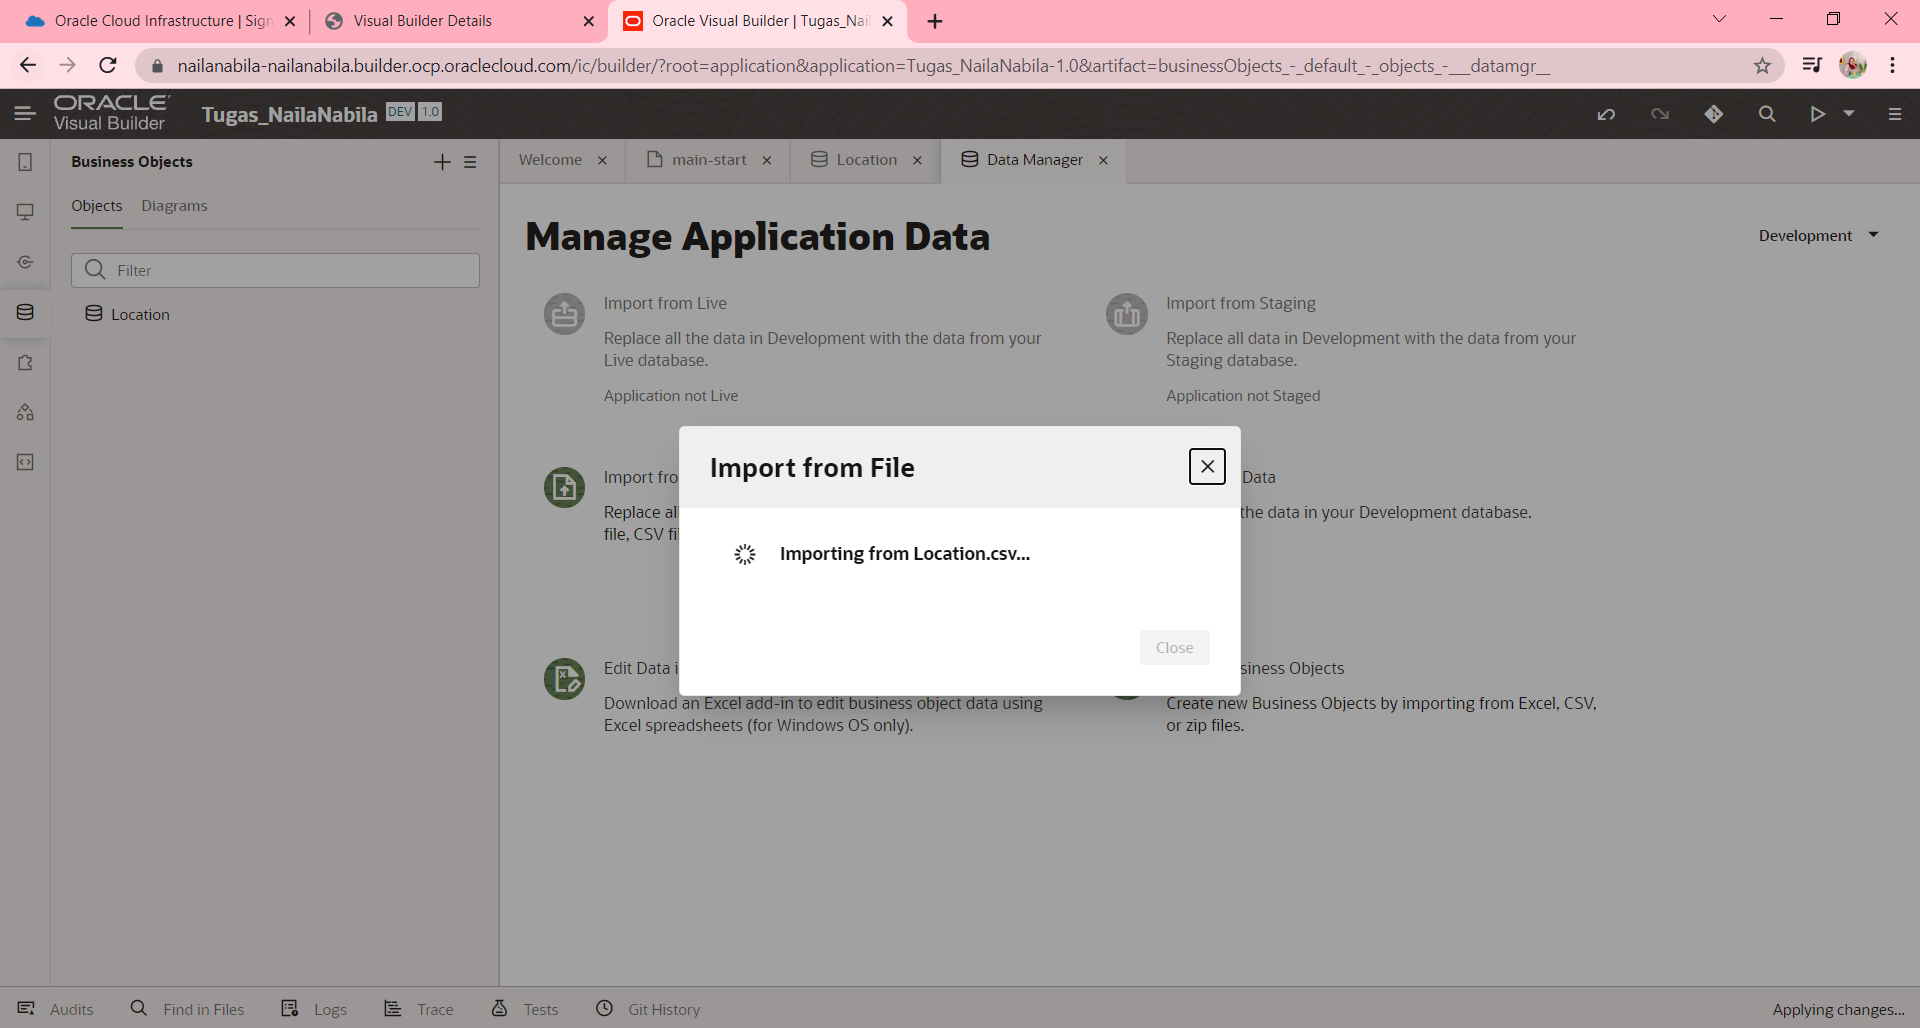 Oracle Cloud Infrastructure | Sign
Visual Builder Details
Oracle Visual Builder | Tugas_Nail
nailanabila-nailanabila.builder.ocp.oraclecloud.com/ic/builder/?root=application&application=Tugas_NailaNabila-1.0&artifact=businessObjects_-_default_-_objects_-___datamgr__
ORACLE
Visual Builder
Tugas_NailaNabila DEV 1.0
Business Objects
Welcome
main-start
Location
Data Manager
Objects
Diagrams
Filter
Location
Manage Application Data
Development
Import from Live
Replace all the data in Development with the data from your
Live database.
Application not Live
Import from Staging
Replace all data in Development with the data from your
Staging database.
Application not Staged
Import fro
Replace al
file, CSV fi
Data
the data in your Development database.
Import from File
Importing from Location.csv...
Close
Edit Data i
Download an Excel add-in to edit business object data using
Excel spreadsheets (for Windows OS only).
siness Objects
Create new Business Objects by importing from Excel, CSV,
or zip files.
Audits
Find in Files
Logs
Trace
Tests
Git History
Applying changes...